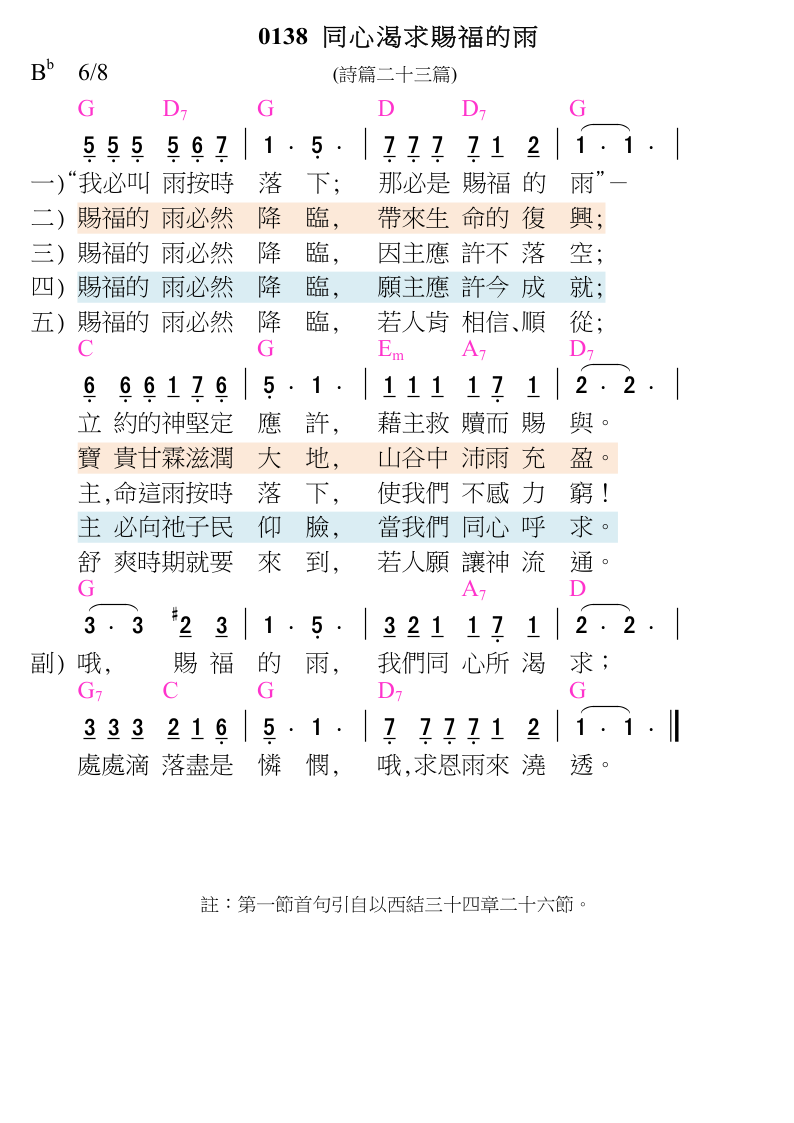 0138 同心渴求賜福的雨
B♭ 6/8 (詩篇二十三篇)
G D7 G D D7 G
5 5 5 5 6 7 | 1 · 5 · | 7 7 7 7 1 2 | 1 · 1 · |
一)“我必叫 雨按時 落 下; 那必是 賜福 的 雨”—
二) 賜福的 雨必然 降 臨, 帶來生 命的 復 興;
三) 賜福的 雨必然 降 臨, 因主應 許不 落 空;
四) 賜福的 雨必然 降 臨, 願主應 許今 成 就;
五) 賜福的 雨必然 降 臨, 若人肯 相信、順 從;
C G Em A7 D7
6 6 6 1 7 6 | 5 · 1 · | 1 1 1 1 7 1 | 2 · 2 · |
立 約的神堅定 應 許, 藉主救 贖而 賜 與。
寶 貴甘霖滋潤 大 地, 山谷中 沛雨 充 盈。
主,命這雨按時 落 下, 使我們 不感 力 窮!
主 必向祂子民 仰 臉, 當我們 同心 呼 求。
舒 爽時期就要 來 到, 若人願 讓神 流 通。
G A7 D
3 · 3 #2 3 | 1 · 5 · | 3 2 1 1 7 1 | 2 · 2 · |
副) 哦, 賜 福 的 雨, 我們同 心所 渴 求;
G7 C G D7 G
3 3 3 2 1 6 | 5 · 1 · | 7 7 7 7 1 2 | 1 · 1 · ‖
處處滴 落盡是 憐 憫, 哦,求恩雨來 澆 透。
註：第一節首句引自以西結三十四章二十六節。